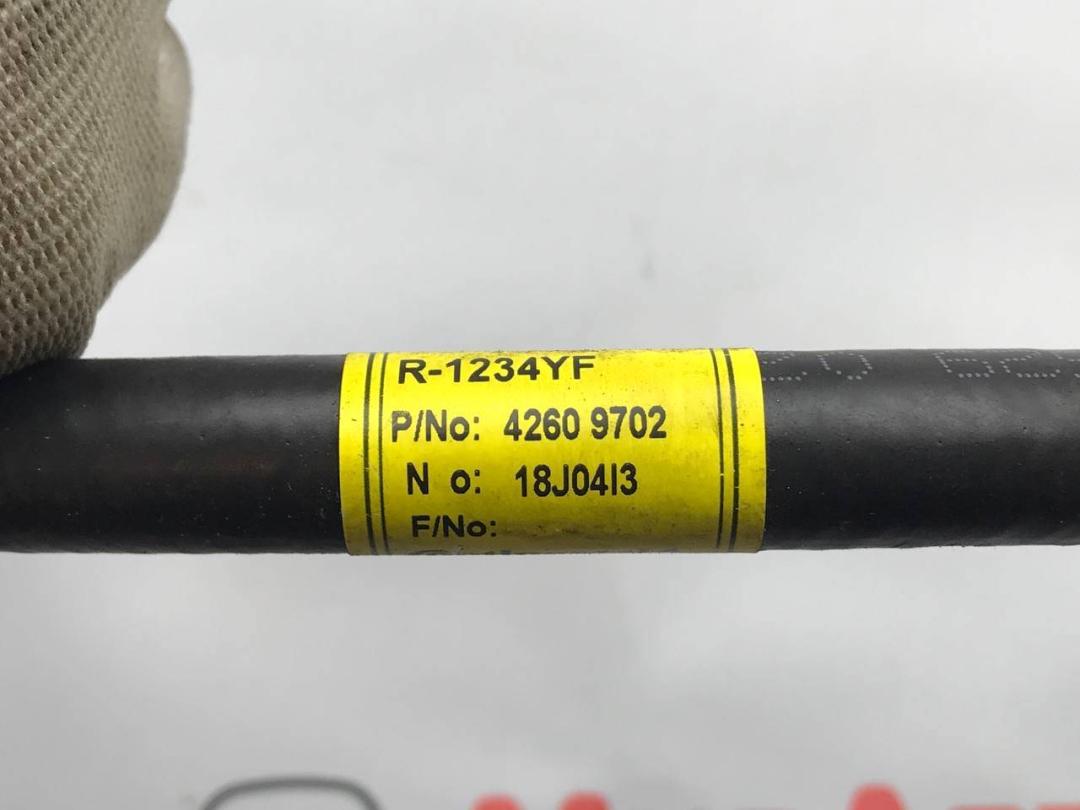 R-1234YF
P/No: 4260 9702
N o: 18J04I3
F/No: